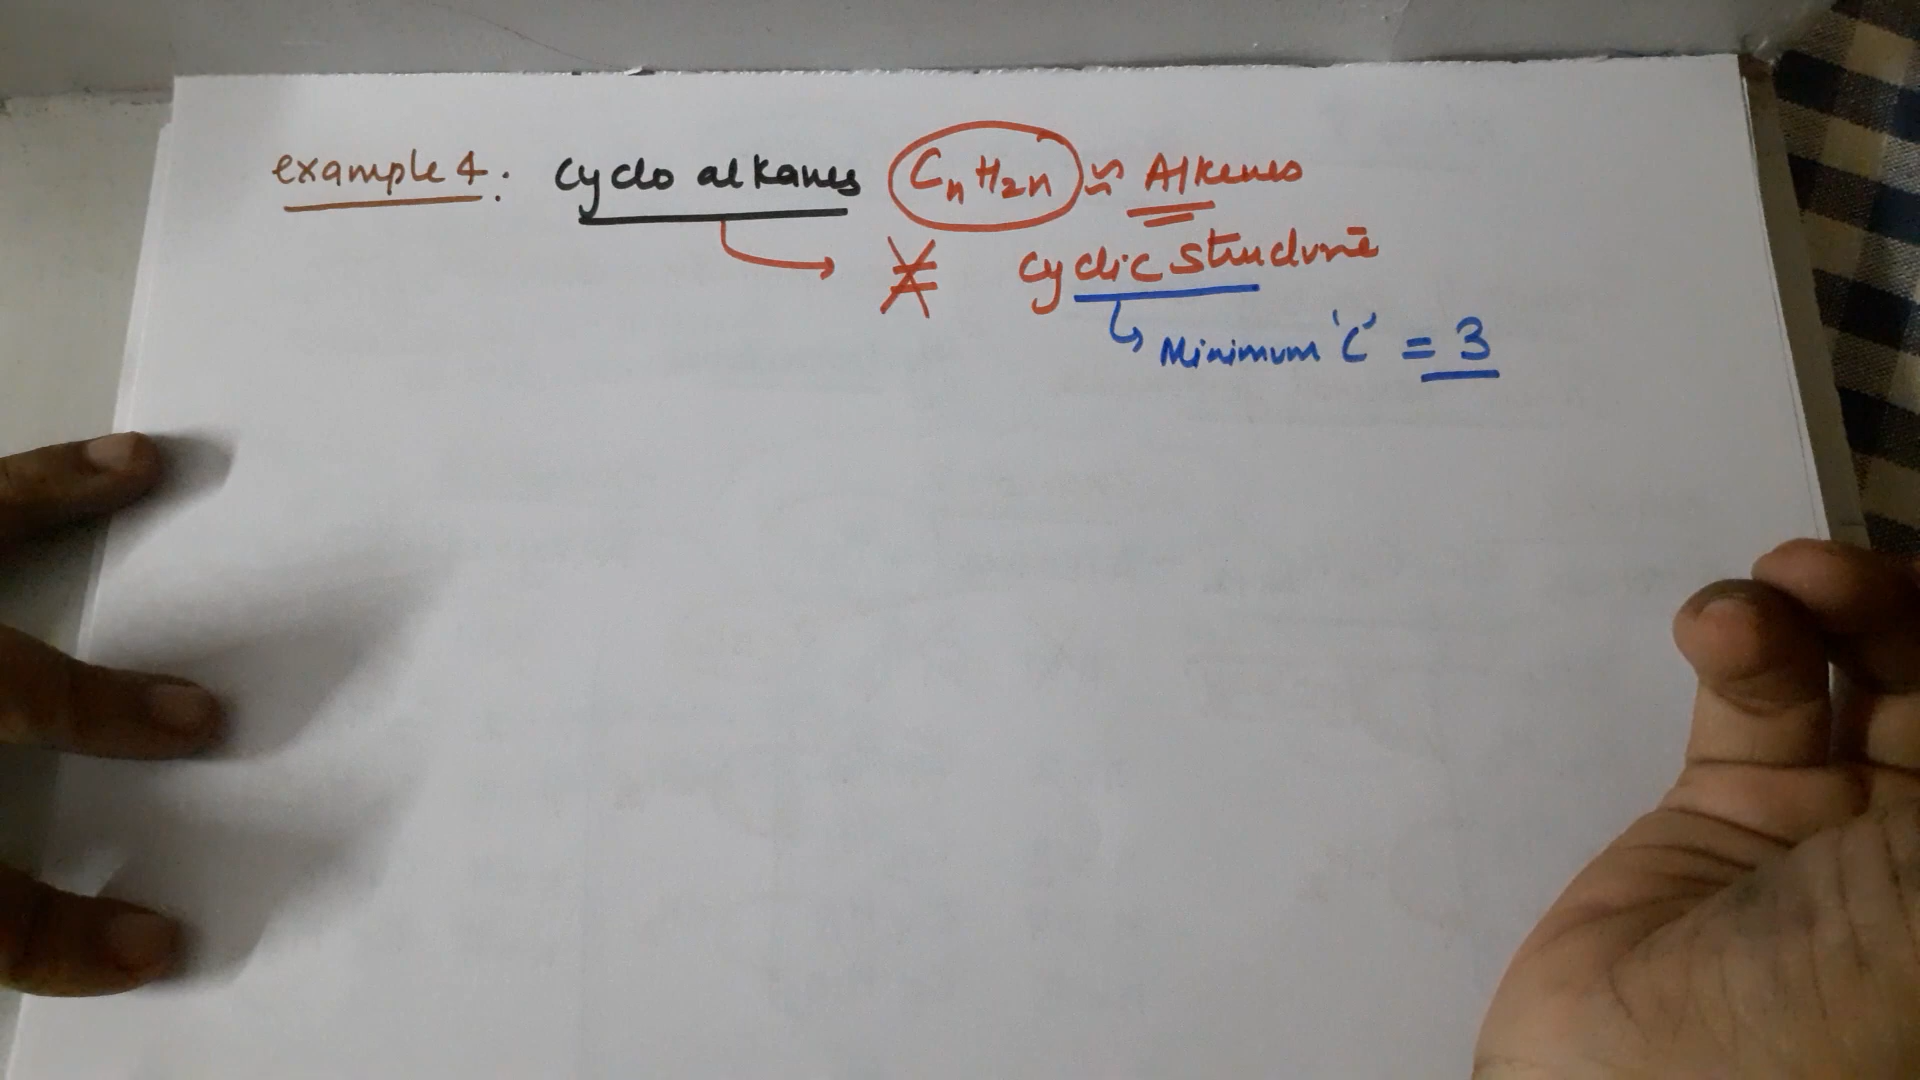 example 4: Cyclo alkanes CnH2n ≈ Alkenes
→ = cyclic structure
↳ Minimum 'C' = 3